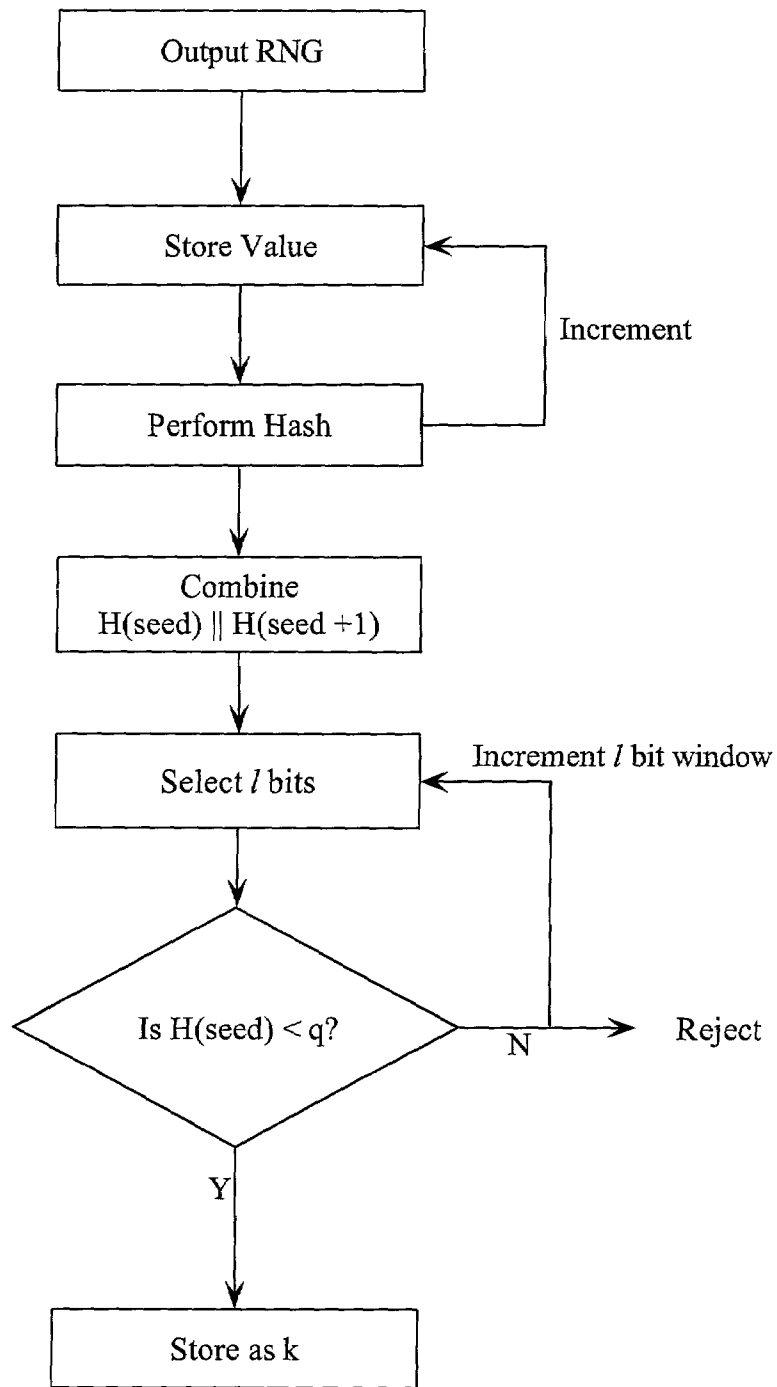 Output RNG
Store Value
Increment
Perform Hash
Combine
H(seed) || H(seed +1)
Increment l bit window
Select l bits
Is H(seed) < q?
N
Reject
Y
Store as k